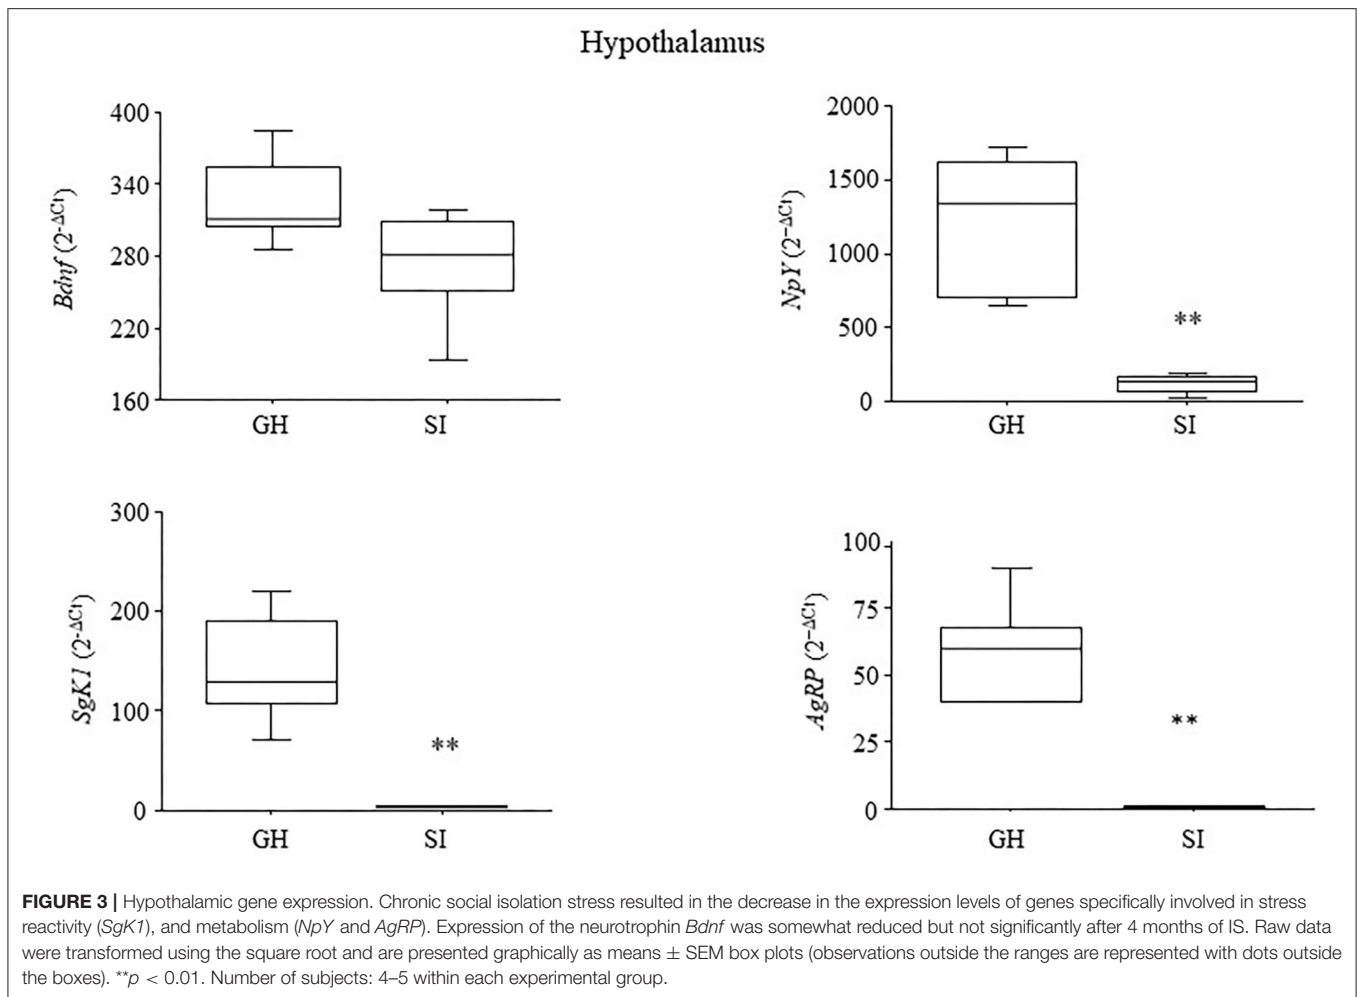 Hypothalamus
400
340
280
220
160
Bdnf (2-ΔCt)
GH
SI
2000
1500
1000
500
0
NpY (2-ΔCt)
**
GH
SI
300
200
100
0
SgK1 (2-ΔCt)
**
GH
SI
100
75
50
25
0
AgRP (2-ΔCt)
**
GH
SI
FIGURE 3 | Hypothalamic gene expression. Chronic social isolation stress resulted in the decrease in the expression levels of genes specifically involved in stress
reactivity (SgK1), and metabolism (NpY and AgRP). Expression of the neurotrophin Bdnf was somewhat reduced but not significantly after 4 months of IS. Raw data
were transformed using the square root and are presented graphically as means ± SEM box plots (observations outside the ranges are represented with dots outside
the boxes). **p < 0.01. Number of subjects: 4–5 within each experimental group.